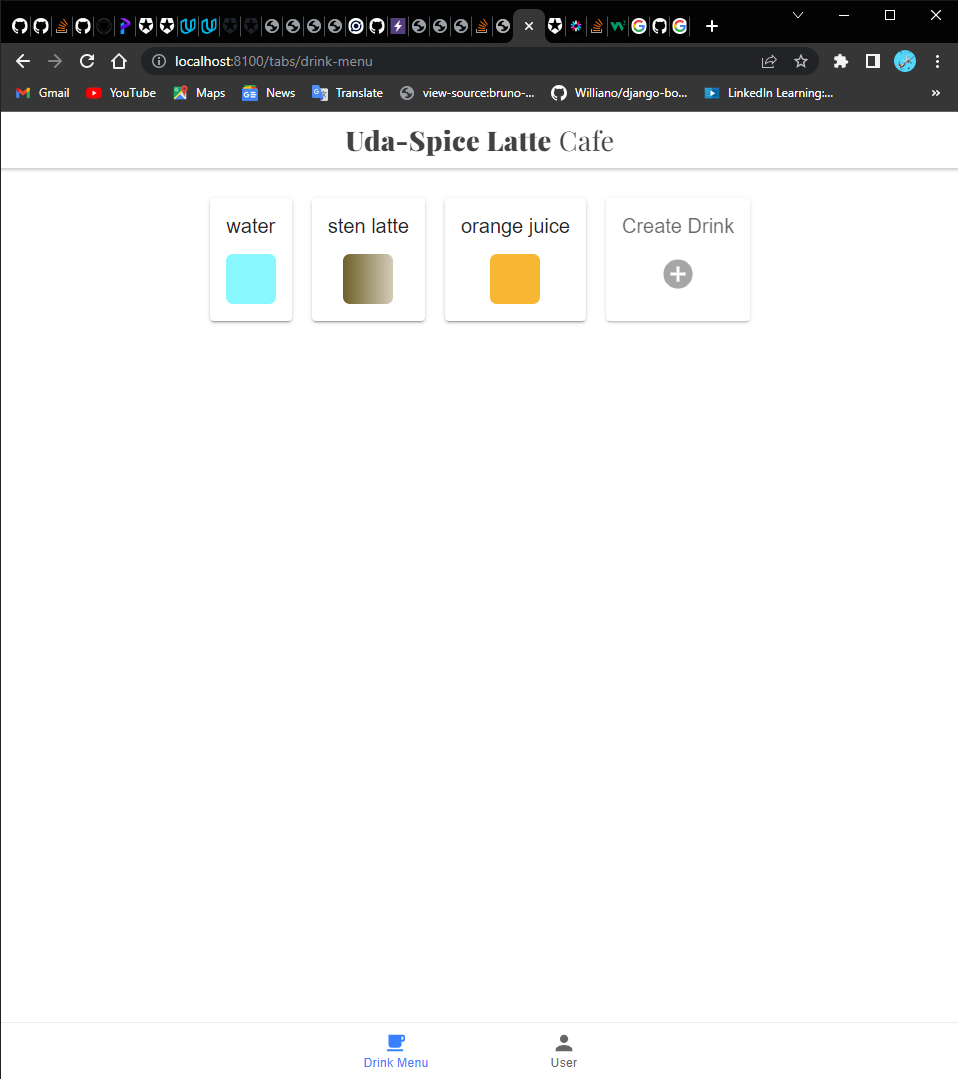 localhost:8100/tabs/drink-menu
Gmail YouTube Maps News Translate view-source:bruno-... Williano/django-bo... LinkedIn Learning:... »
Uda-Spice Latte Cafe
water sten latte orange juice Create Drink
Drink Menu User